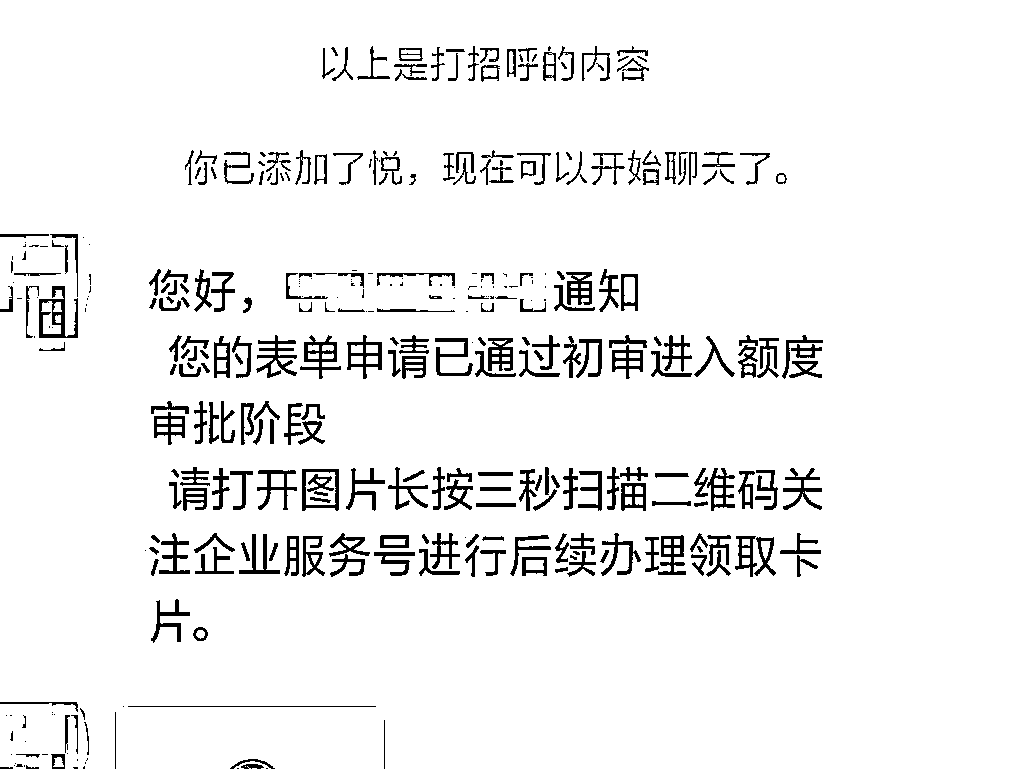 以上是打招呼的内容
你已添加了悦，现在可以开始聊天了。
您好，通知
您的表单申请已通过初审进入额度
审批阶段
请打开图片长按三秒扫描二维码关
注企业服务号进行后续办理领取卡
片。